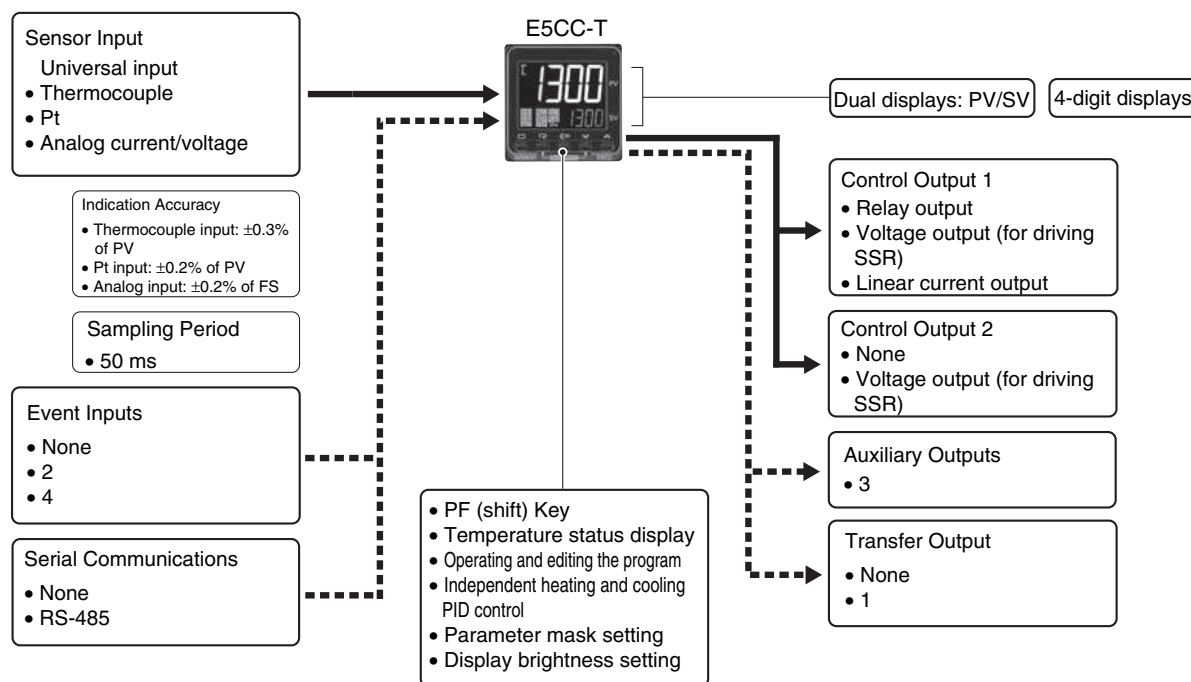 E5CC-T
Sensor Input
Universal input
• Thermocouple
• Pt
• Analog current/voltage
Indication Accuracy
• Thermocouple input: ±0.3%
of PV
• Pt input: ±0.2% of PV
• Analog input: ±0.2% of FS
Sampling Period
• 50 ms
Event Inputs
• None
• 2
• 4
Serial Communications
• None
• RS-485
1300
PV
1300
SV
• PF (shift) Key
• Temperature status display
• Operating and editing the program
• Independent heating and cooling
PID control
• Parameter mask setting
• Display brightness setting
Dual displays: PV/SV
4-digit displays
Control Output 1
• Relay output
• Voltage output (for driving
SSR)
• Linear current output
Control Output 2
• None
• Voltage output (for driving
SSR)
Auxiliary Outputs
• 3
Transfer Output
• None
• 1